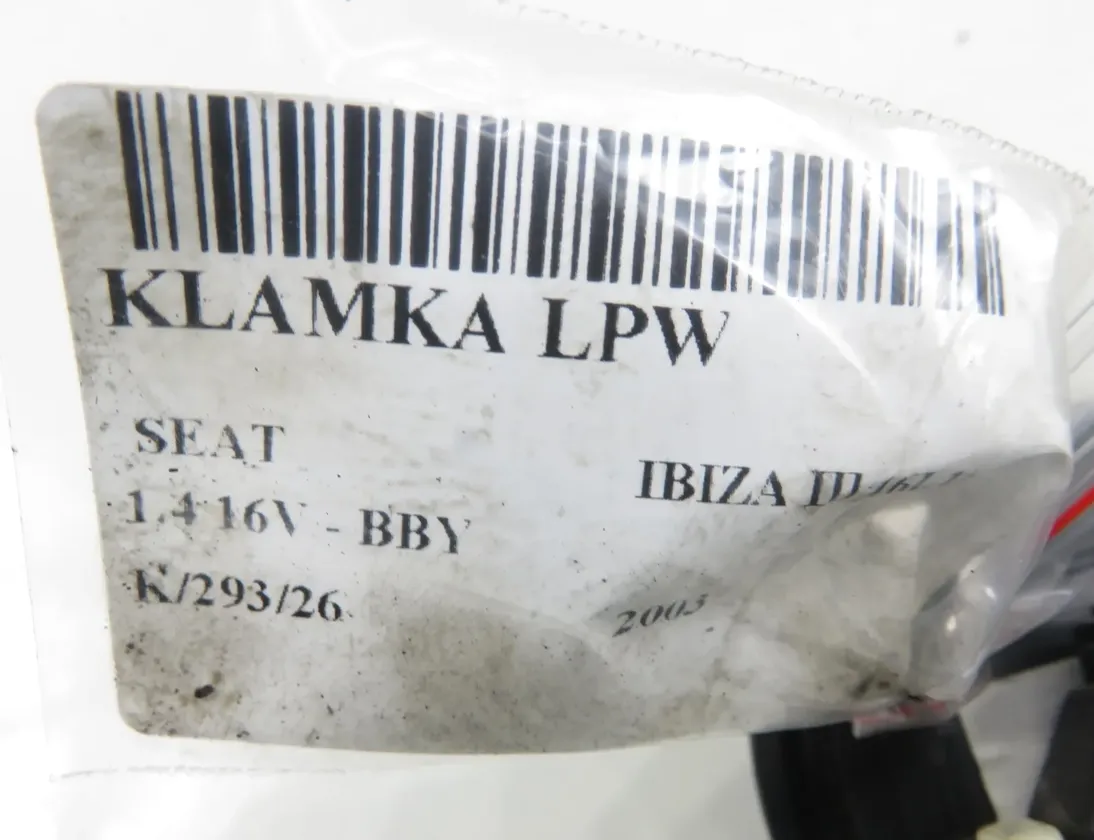 KLAMKA LPW
SEAT
IBIZA III
1.4 16V - BBY
K/293/26
2003